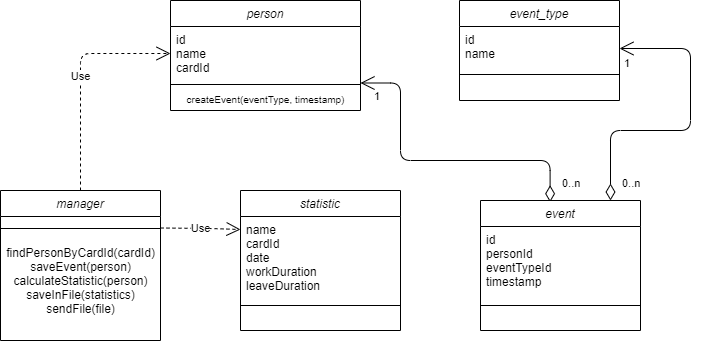 person
id
name
cardId
createEvent(eventType, timestamp)
event_type
id
name
1
1
Use
0..n
0..n
manager
findPersonByCardId(cardId)
saveEvent(person)
calculateStatistic(person)
saveInFile(statistics)
sendFile(file)
Use
statistic
name
cardId
date
workDuration
leaveDuration
event
id
personId
eventTypeId
timestamp